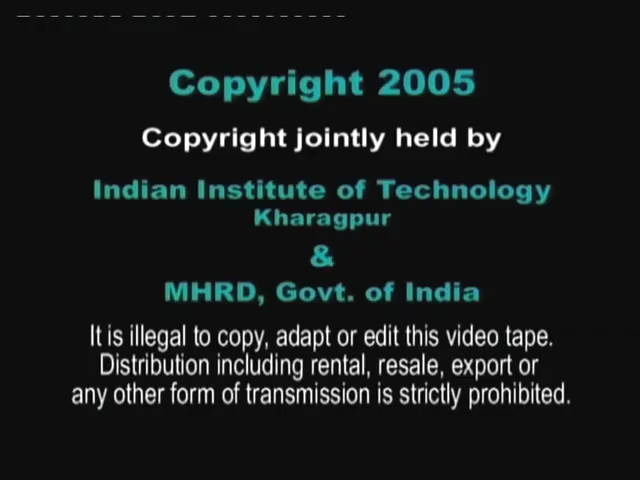 Copyright 2005
Copyright jointly held by
Indian Institute of Technology
Kharagpur
&
MHRD, Govt. of India
It is illegal to copy, adapt or edit this video tape.
Distribution including rental, resale, export or
any other form of transmission is strictly prohibited.